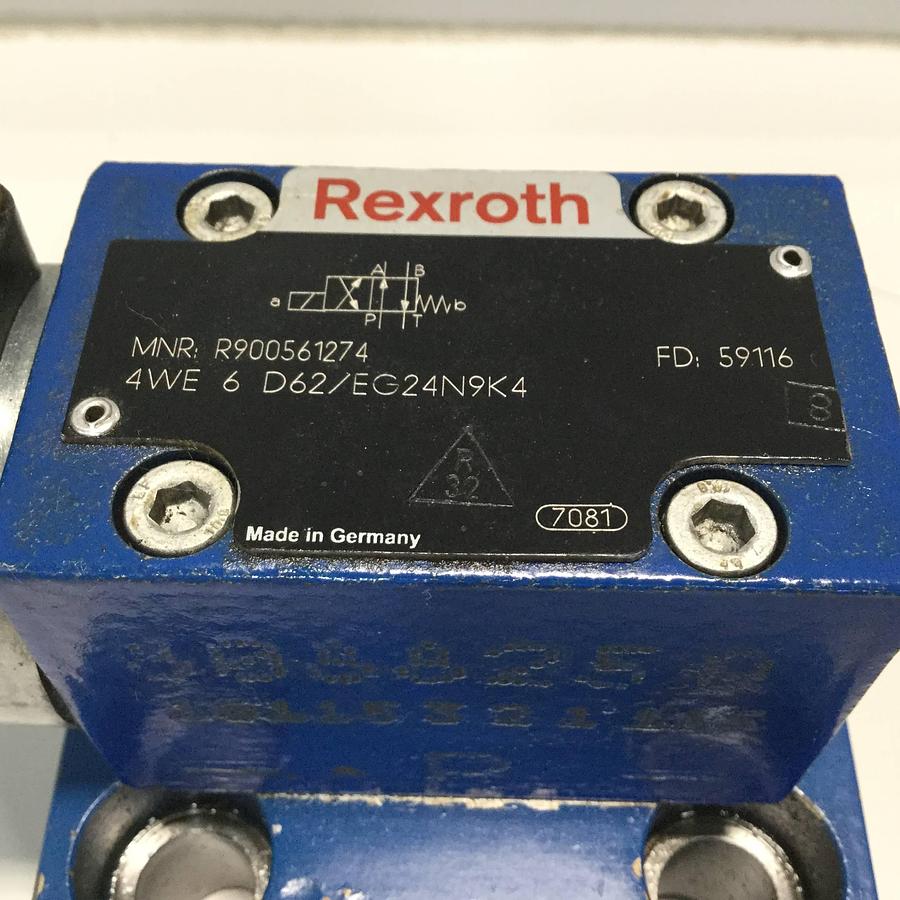 Rexroth
A B
a b
P T
MNR: R900561274 FD: 59116
4WE 6 D62/EG24N9K4
8
R
32
7081
Made in Germany